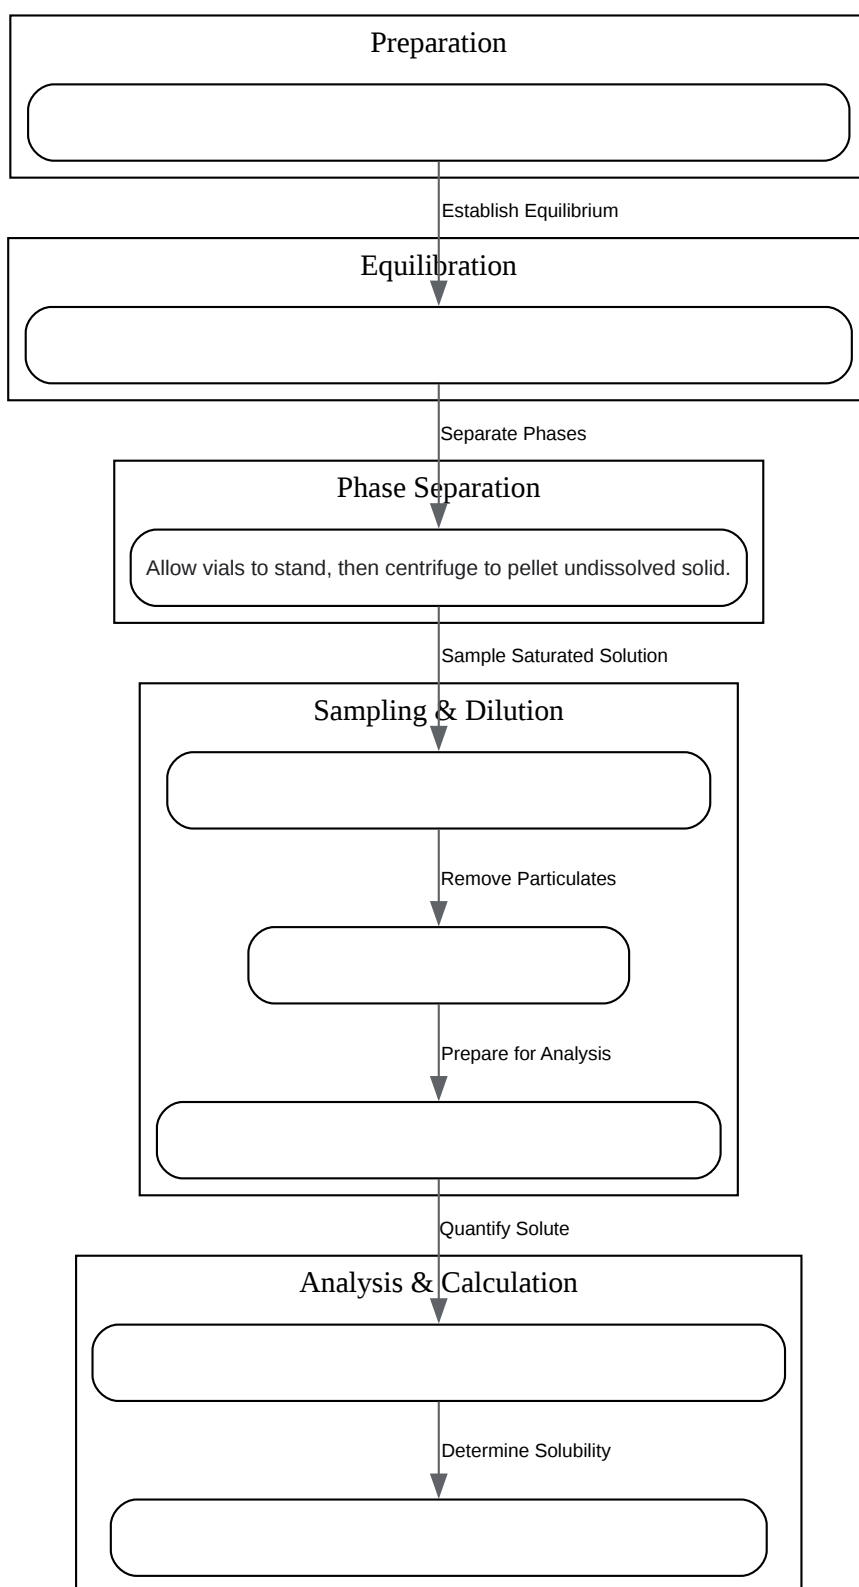 Preparation
Establish Equilibrium
Equilibration
Separate Phases
Phase Separation
Allow vials to stand, then centrifuge to pellet undissolved solid.
Sample Saturated Solution
Sampling & Dilution
Remove Particulates
Prepare for Analysis
Quantify Solute
Analysis & Calculation
Determine Solubility